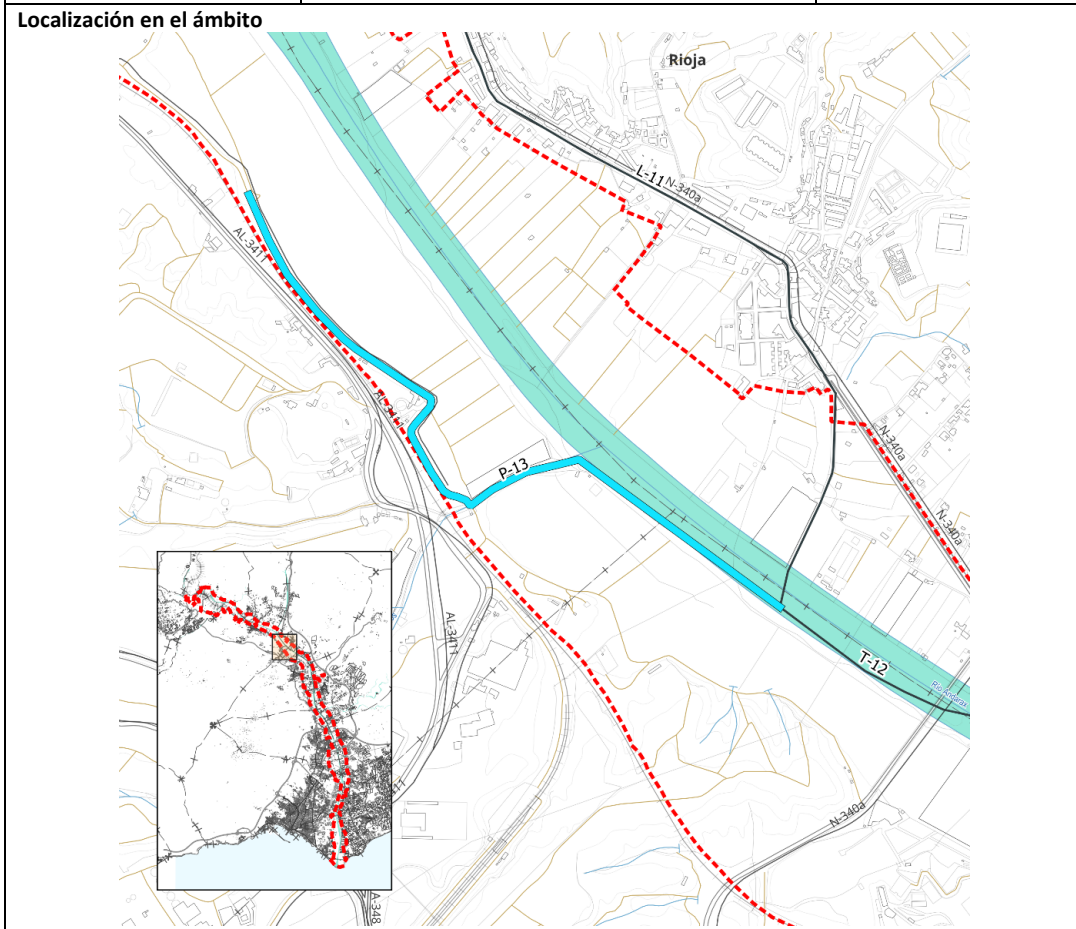 Localización en el ámbito
Rioja
L-11
N-340a
AL-3411
AL-3411
P-13
N-340a
N-340a
AL-3411
T-12
Río Andarax
N-340a
A-348